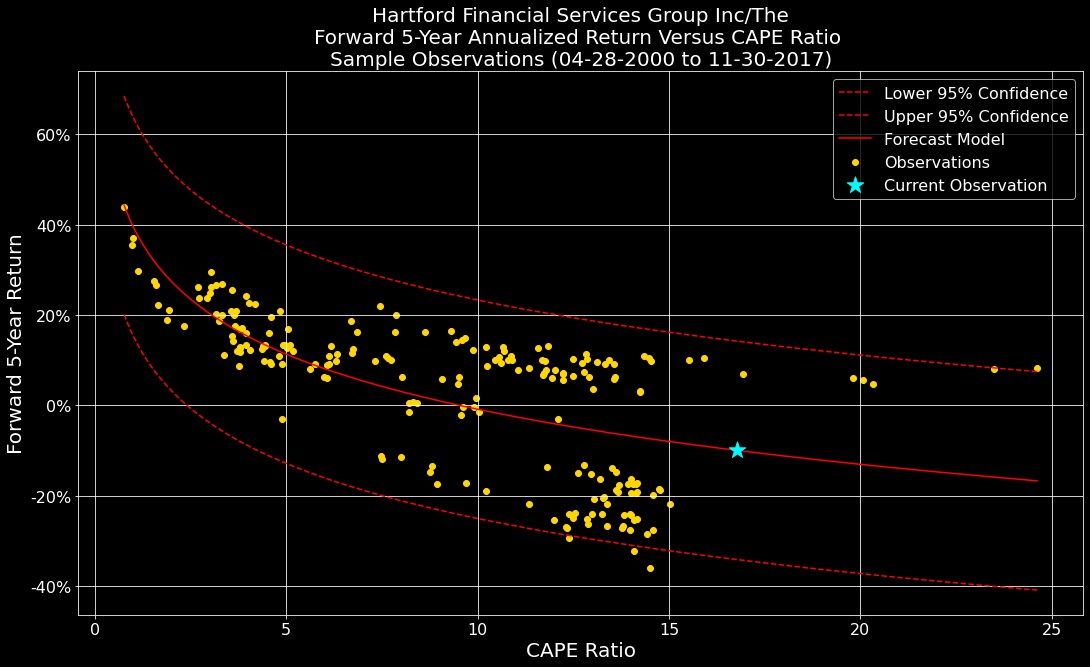 Hartford Financial Services Group Inc/The
Forward 5-Year Annualized Return Versus CAPE Ratio
Sample Observations (04-28-2000 to 11-30-2017)
Lower 95% Confidence
Upper 95% Confidence
Forecast Model
Observations
Current Observation
Forward 5-Year Return
60%
40%
20%
0%
-20%
-40%
0 5 10 15 20 25
CAPE Ratio